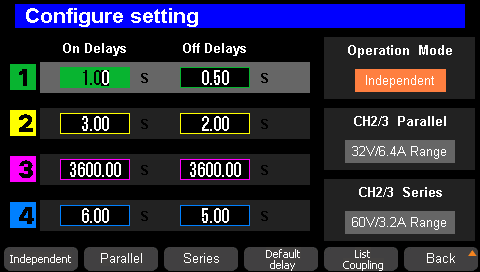 Configure setting
On Delays Off Delays Operation Mode
1 1.00 S 0.50 S Independent
2 3.00 S 2.00 S CH2/3 Parallel
32V/6.4A Range
3 3600.00 S 3600.00 S
CH2/3 Series
4 6.00 S 5.00 S 60V/3.2A Range
Independent Parallel Series Default delay List Coupling Back